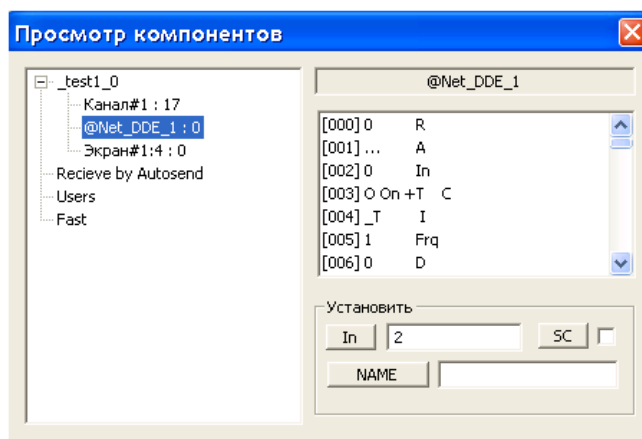 Просмотр компонентов
_test1_0
Канал#1 : 17
@Net_DDE_1 : 0
Экран#1:4 : 0
Recieve by Autosend
Users
Fast
@Net_DDE_1
[000] 0 R
[001] ... A
[002] 0 In
[003] O On +T C
[004] _T I
[005] 1 Frq
[006] 0 D
Установить
In 2 SC
NAME